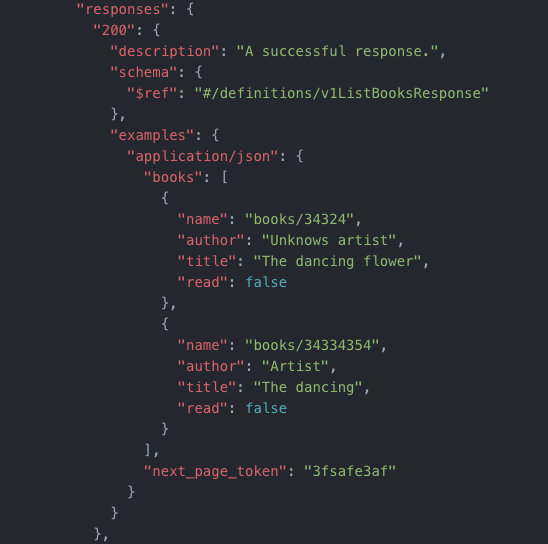 "responses": {
"200": {
"description": "A successful response.",
"schema": {
"$ref": "#/definitions/v1ListBooksResponse"
},
"examples": {
"application/json": {
"books": [
{
"name": "books/34324",
"author": "Unknows artist",
"title": "The dancing flower",
"read": false
},
{
"name": "books/34334354",
"author": "Artist",
"title": "The dancing",
"read": false
}
],
"next_page_token": "3fsafe3af"
}
}
},